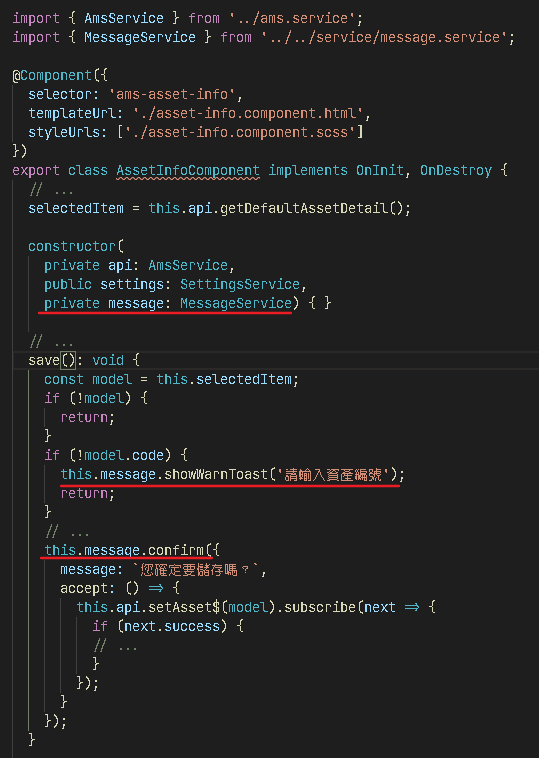 import { AmsService } from '../ams.service';
import { MessageService } from '../../service/message.service';
@Component({
selector: 'ams-asset-info',
templateUrl: './asset-info.component.html',
styleUrls: ['./asset-info.component.scss']
})
export class AssetInfoComponent implements OnInit, OnDestroy {
// ...
selectedItem = this.api.getDefaultAssetDetail();
constructor(
private api: AmsService,
public settings: SettingsService,
private message: MessageService) { }
// ...
save(): void {
const model = this.selectedItem;
if (!model) {
return;
}
if (!model.code) {
this.message.showWarnToast('請輸入資產編號');
return;
}
// ...
this.message.confirm({
message: `您確定要儲存嗎？`,
accept: () => {
this.api.setAsset$(model).subscribe(next => {
if (next.success) {
// ...
}
});
}
});
}